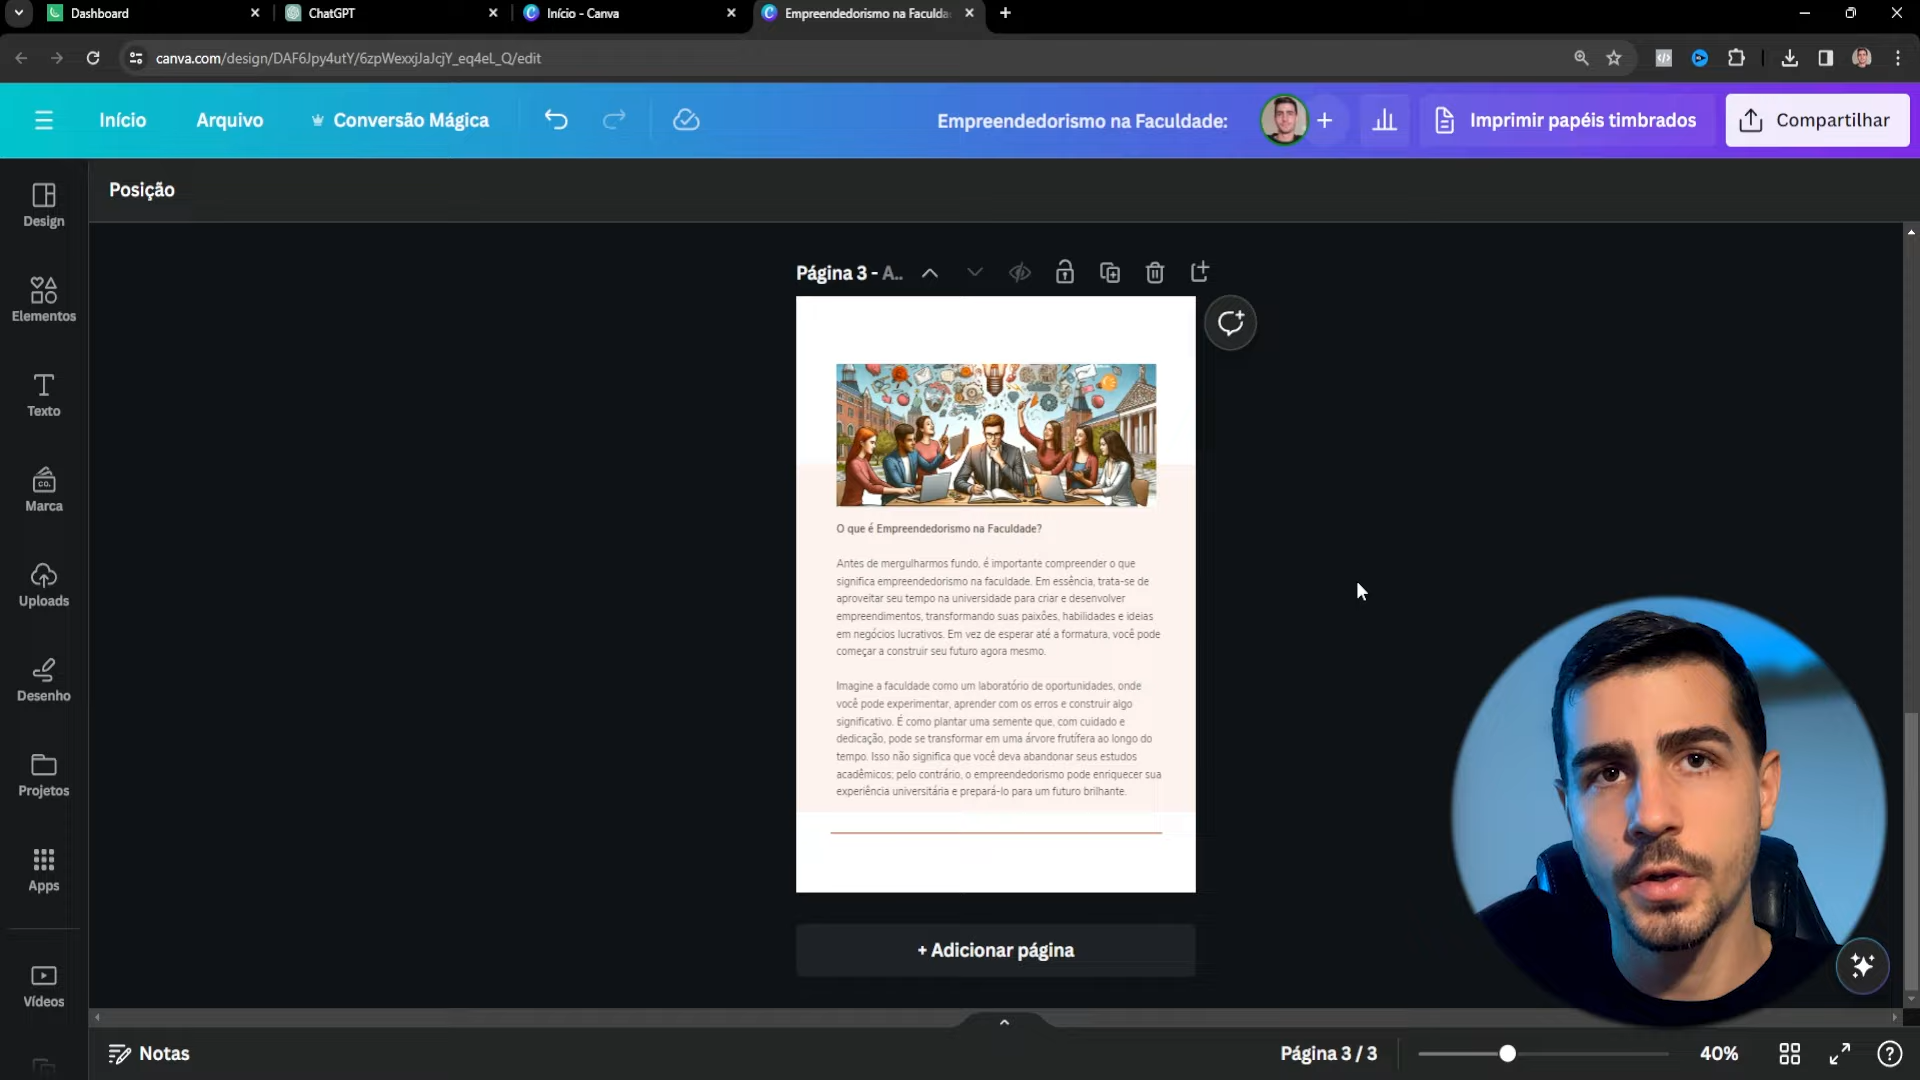 Dashboard
ChatGPT
Início - Canva
Empreendedorismo na Faculda
canva.com/design/DAF6Jpy4utY/6zpWexxjJaJcjY_eq4eL_Q/edit
Início
Arquivo
Conversão Mágica
Empreendedorismo na Faculdade:
Imprimir papéis timbrados
Compartilhar
Posição
Design
Elementos
Texto
CO.
Marca
Uploads
Desenho
Projetos
Apps
Vídeos
Página 3 - A..
O que é Empreendedorismo na Faculdade?
Antes de mergulharmos fundo, é importante compreender o que
significa empreendedorismo na faculdade. Em essência, trata-se de
aproveitar seu tempo na universidade para criar e desenvolver
empreendimentos, transformando suas paixões, habilidades e ideias
em negócios lucrativos. Em vez de esperar até a formatura, você pode
começar a construir seu futuro agora mesmo.
Imagine a faculdade como um laboratório de oportunidades, onde
você pode experimentar, aprender com os erros e construir algo
significativo. É como plantar uma semente que, com cuidado e
dedicação, pode se transformar em uma árvore frutífera ao longo do
tempo. Isso não significa que você deva abandonar seus estudos
acadêmicos; pelo contrário, o empreendedorismo pode enriquecer sua
experiência universitária e prepará-lo para um futuro brilhante.
+ Adicionar página
Notas
Página 3 / 3
40%